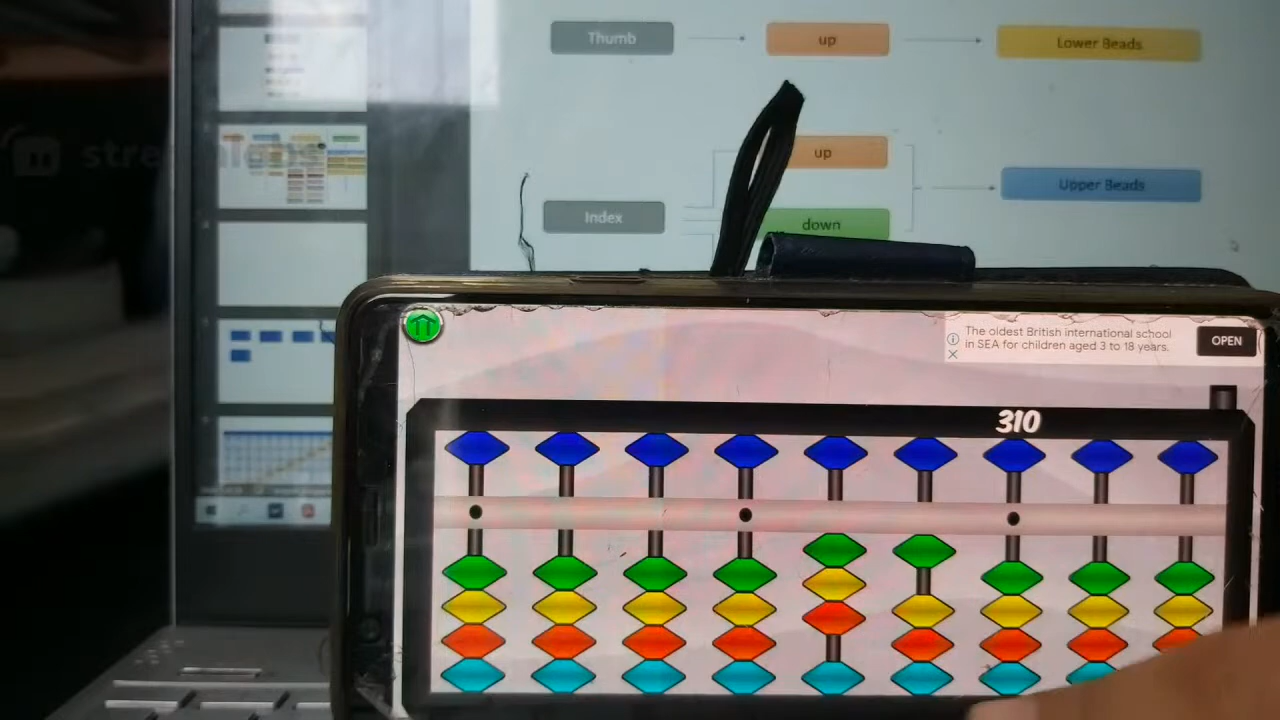 Thumb
up
Lower Beads
streamlabs
up
Upper Beads
Index
down
The oldest British international school
in SEA for children aged 3 to 18 years.
OPEN
310